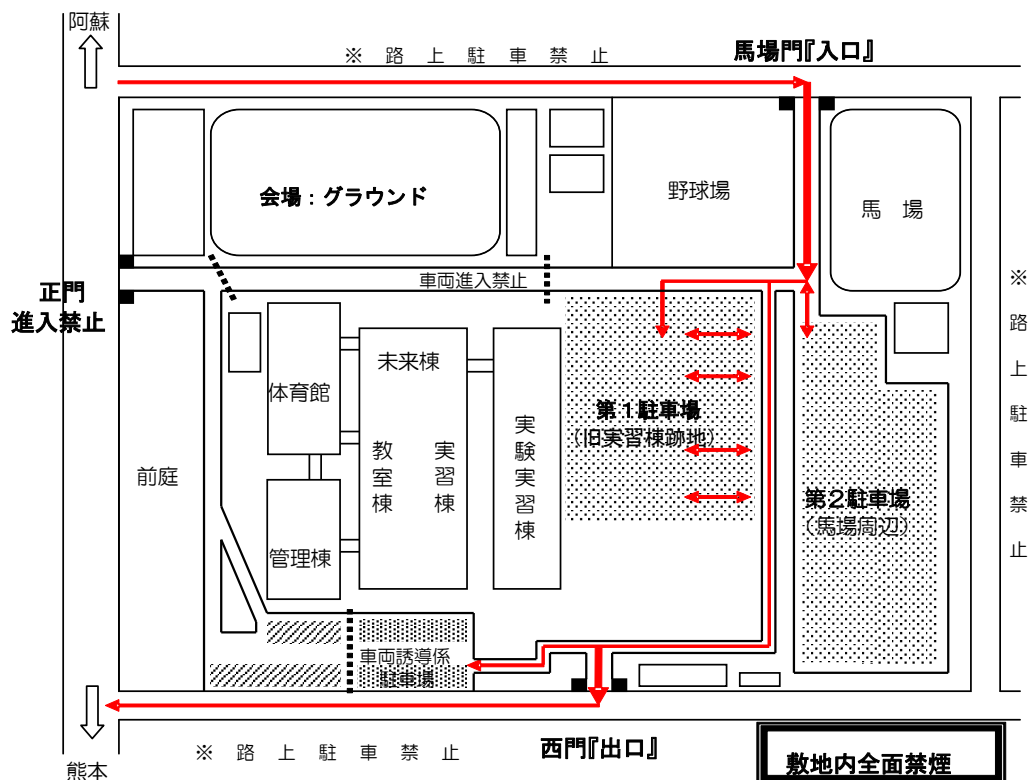 阿蘇
※ 路 上 駐 車 禁 止
馬場門『入口』
会場：グラウンド
野球場
馬 場
車両進入禁止
正門
進入禁止
※路上駐車禁止
未来棟
体育館
教室棟
実習棟
実験実習棟
第１駐車場
（旧実習棟跡地）
前庭
第２駐車場
（馬場周辺）
管理棟
車両誘導係
駐車場
※ 路 上 駐 車 禁 止
西門『出口』
敷地内全面禁煙
熊本